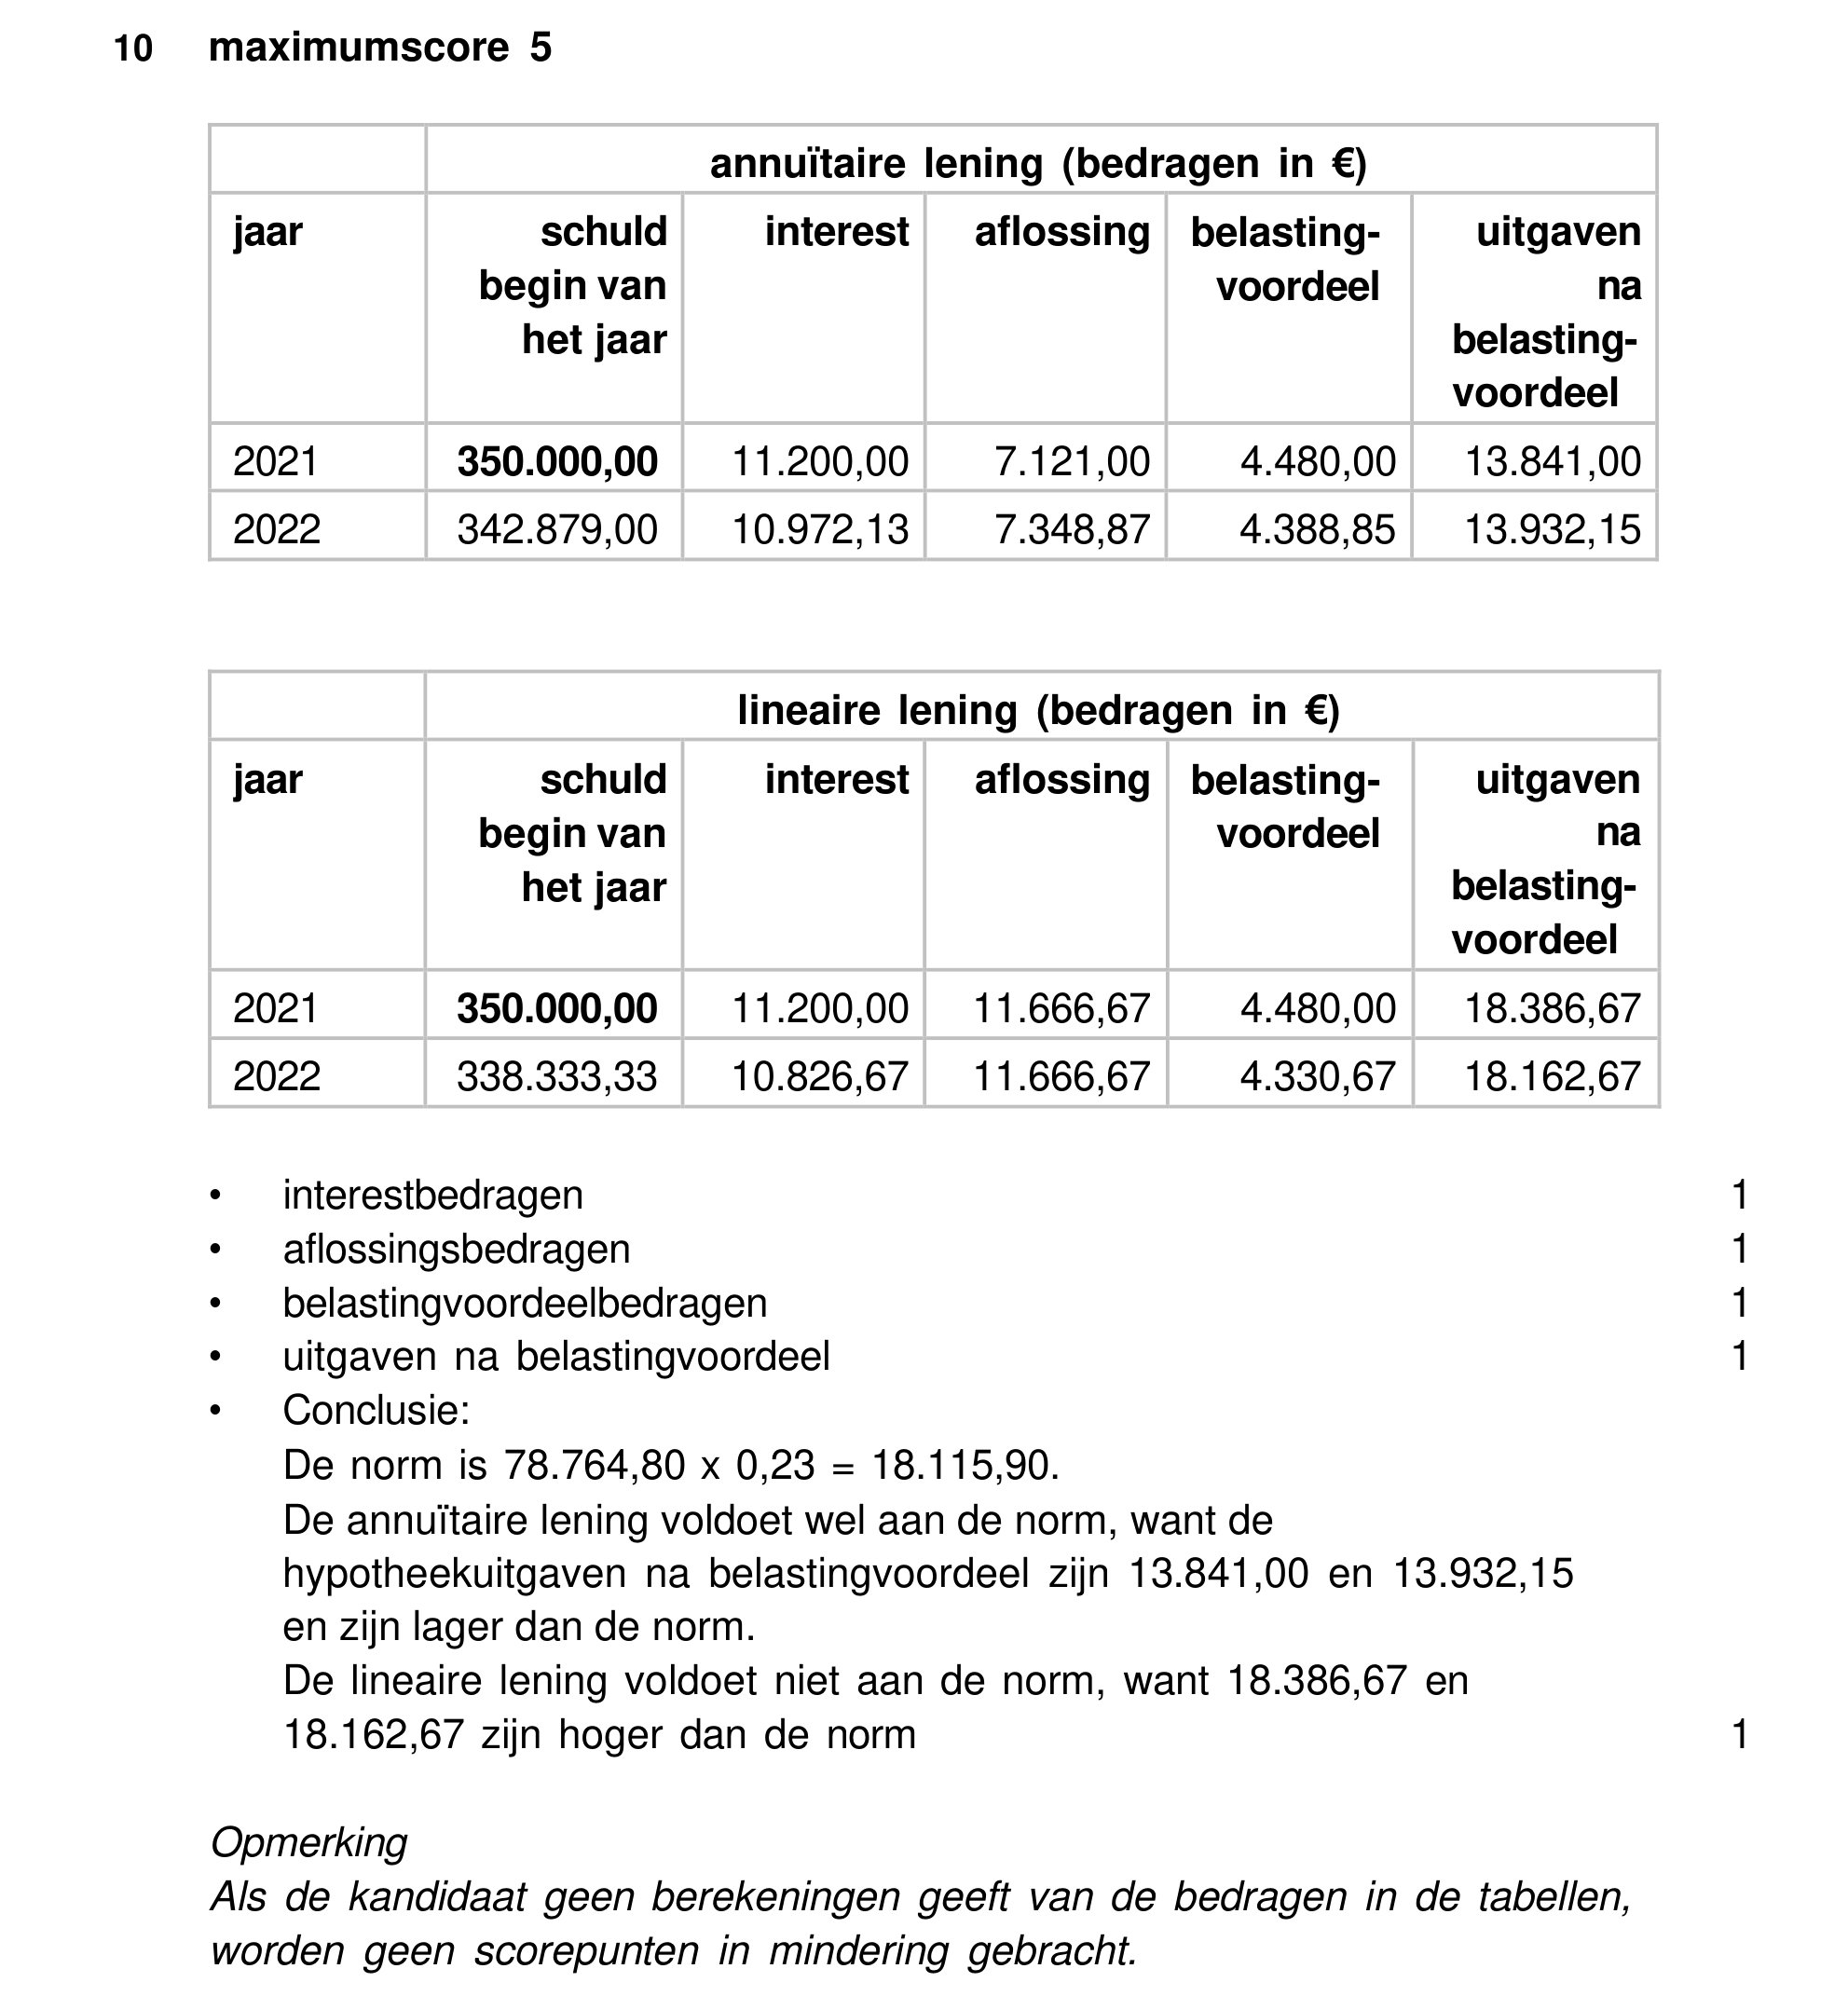 10 maximumscore 5
annuïtaire lening (bedragen in €)
jaar schuld begin van het jaar interest aflossing belasting-voordeel uitgaven na belasting-voordeel
2021 350.000,00 11.200,00 7.121,00 4.480,00 13.841,00
2022 342.879,00 10.972,13 7.348,87 4.388,85 13.932,15
lineaire lening (bedragen in €)
jaar schuld begin van het jaar interest aflossing belasting-voordeel uitgaven na belasting-voordeel
2021 350.000,00 11.200,00 11.666,67 4.480,00 18.386,67
2022 338.333,33 10.826,67 11.666,67 4.330,67 18.162,67
• interestbedragen 1
• aflossingsbedragen 1
• belastingvoordeelbedragen 1
• uitgaven na belastingvoordeel 1
• Conclusie:
De norm is 78.764,80 x 0,23 = 18.115,90.
De annuïtaire lening voldoet wel aan de norm, want de
hypotheekuitgaven na belastingvoordeel zijn 13.841,00 en 13.932,15
en zijn lager dan de norm.
De lineaire lening voldoet niet aan de norm, want 18.386,67 en
18.162,67 zijn hoger dan de norm 1
Opmerking
Als de kandidaat geen berekeningen geeft van de bedragen in de tabellen,
worden geen scorepunten in mindering gebracht.